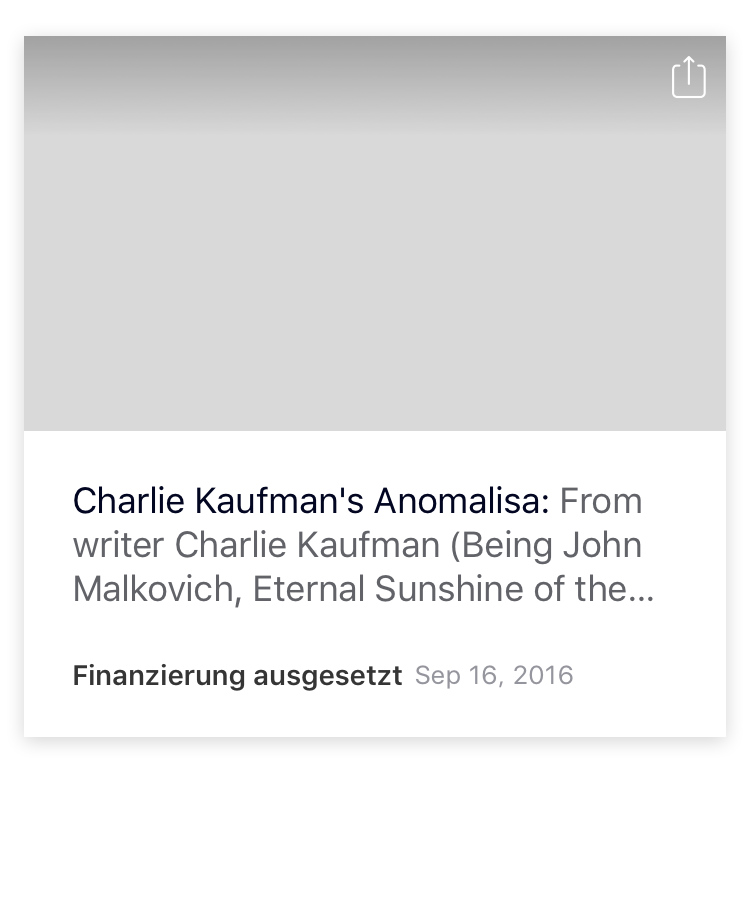 Charlie Kaufman's Anomalisa: From
writer Charlie Kaufman (Being John
Malkovich, Eternal Sunshine of the...
Finanzierung ausgesetzt Sep 16, 2016